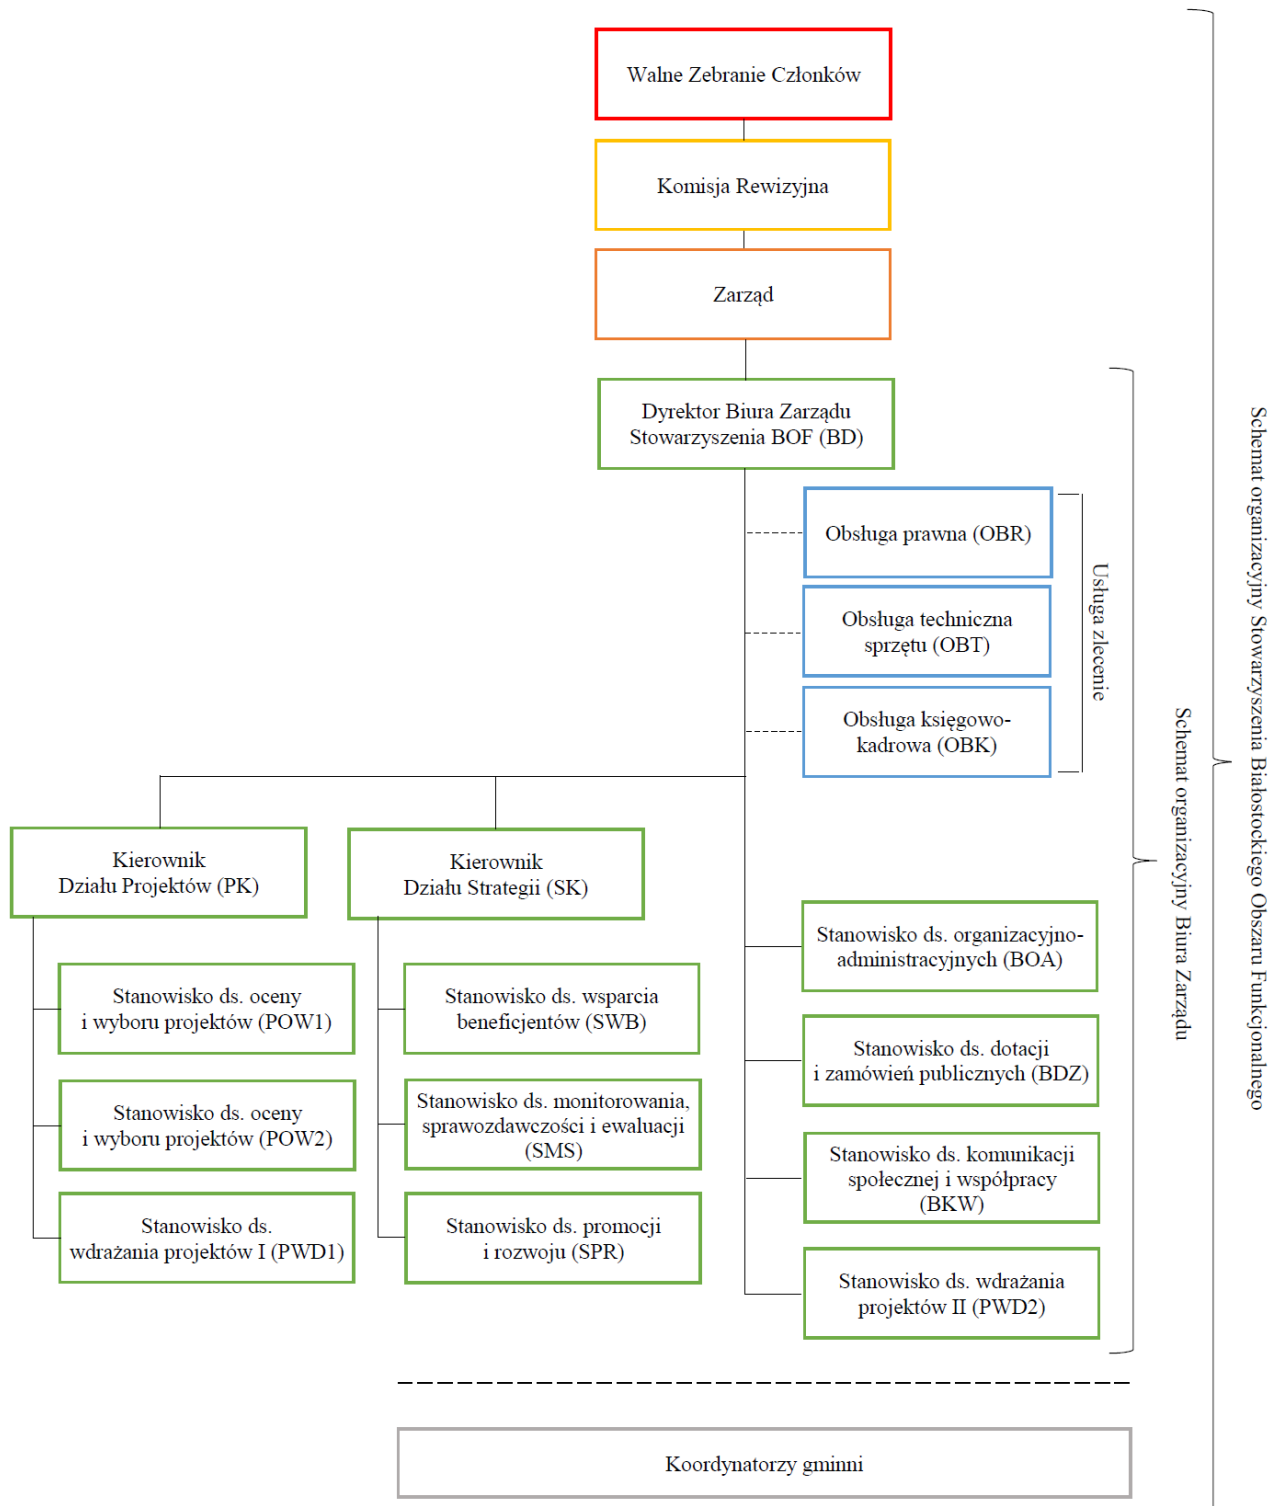 Walne Zebranie Członków
Komisja Rewizyjna
Zarząd
Dyrektor Biura Zarządu
Stowarzyszenia BOF (BD)
Obsługa prawna (OBR)
Obsługa techniczna
sprzętu (OBT)
Obsługa księgowo-
kadrowa (OBK)
Usługa zlecenie
Kierownik
Działu Projektów (PK)
Kierownik
Działu Strategii (SK)
Stanowisko ds. oceny
i wyboru projektów (POW1)
Stanowisko ds. oceny
i wyboru projektów (POW2)
Stanowisko ds.
wdrażania projektów I (PWD1)
Stanowisko ds. wsparcia
beneficjentów (SWB)
Stanowisko ds. monitorowania,
sprawozdawczości i ewaluacji
(SMS)
Stanowisko ds. promocji
i rozwoju (SPR)
Stanowisko ds. organizacyjno-
administracyjnych (BOA)
Stanowisko ds. dotacji
i zamówień publicznych (BDZ)
Stanowisko ds. komunikacji
społecznej i współpracy
(BKW)
Stanowisko ds. wdrażania
projektów II (PWD2)
Schemat organizacyjny Biura Zarządu
Schemat organizacyjny Stowarzyszenia Białostockiego Obszaru Funkcjonalnego
Koordynatorzy gminni